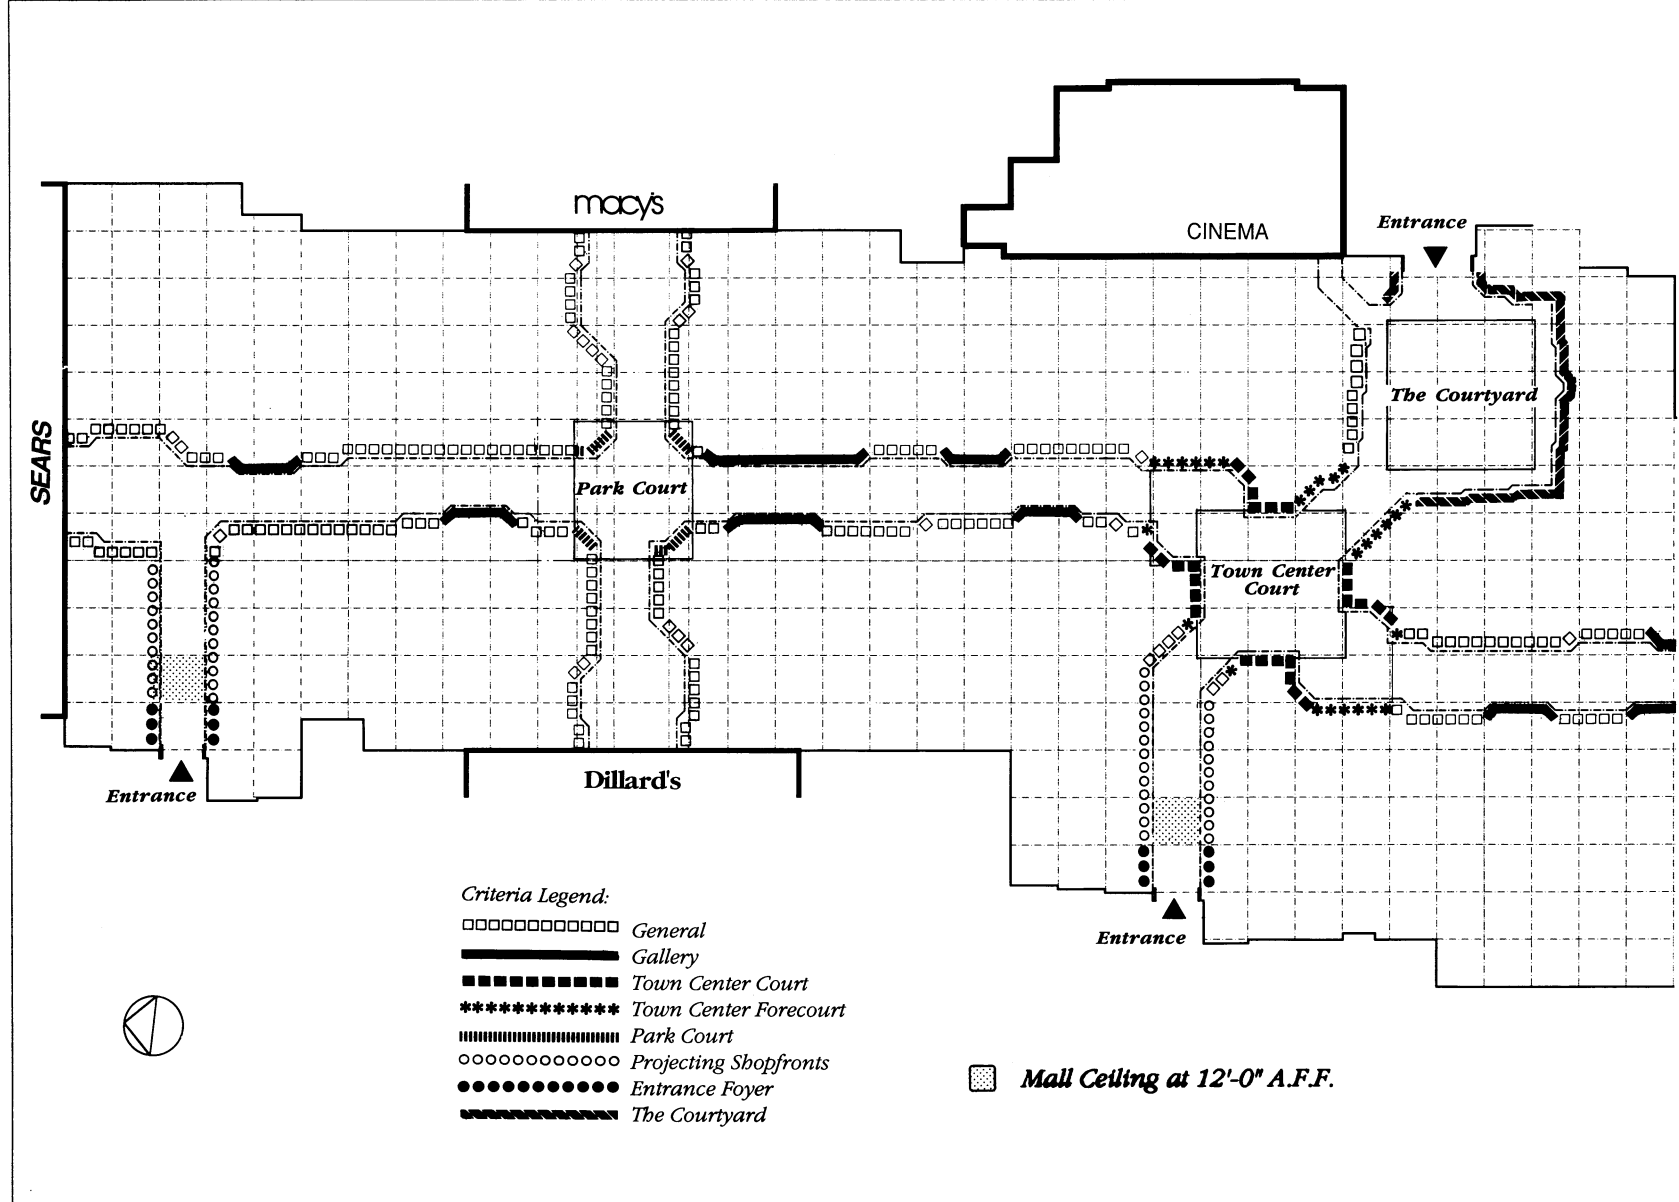 macy's
CINEMA
Entrance
The Courtyard
SEARS
Park Court
Town Center
Court
Dillard's
Entrance
Entrance
Criteria Legend:
General
Gallery
Town Center Court
Town Center Forecourt
Park Court
Projecting Shopfronts
Entrance Foyer
The Courtyard
Mall Ceiling at 12'-0" A.F.F.